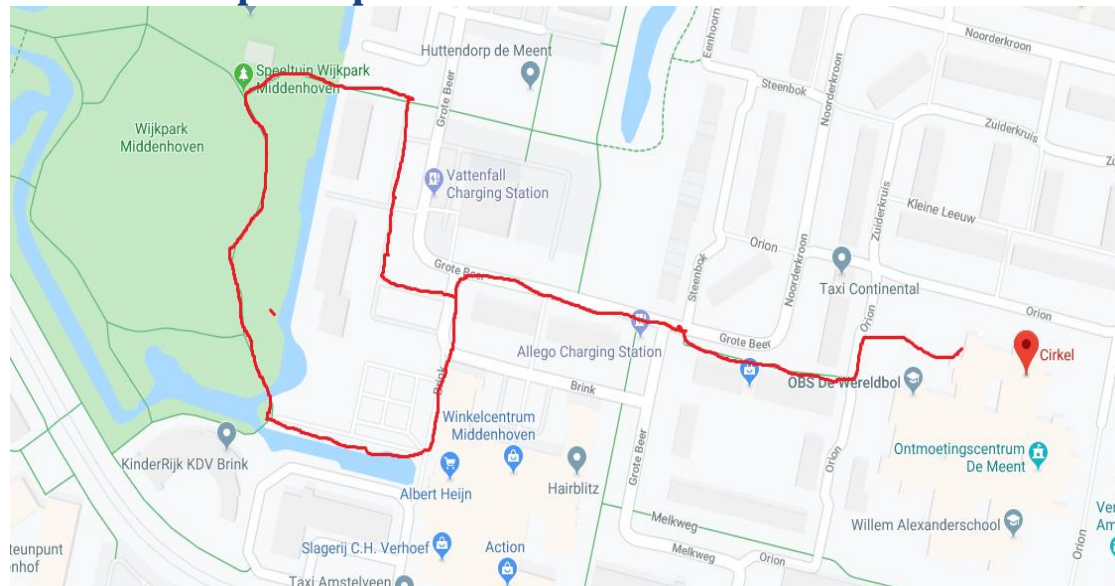 Huttendorp de Meent
Speeltuin Wijkpark
Middenhoven
Wijkpark
Middenhoven
Grote Beer
Eenhoorn
Noorderkroon
Noorderkroon
Steenbok
Zuiderkruis
Zuiderkruis
Vattenfall
Charging Station
Kleine Leeuw
Orion
Steenbok
Noorderkroon
Taxi Continental
Grote Beer
Orion
Orion
Grote Beer
Allego Charging Station
Cirkel
Brink
Brink
OBS De Wereldbol
Winkelcentrum
Middenhoven
KinderRijk KDV Brink
Albert Heijn
Hairblitz
Grote Beer
Orion
Ontmoetingscentrum
De Meent
Melkweg
Willem Alexanderschool
Slagerij C.H. Verhoef
Action
Melkweg
Orion
Orion
Taxi Amstelveen